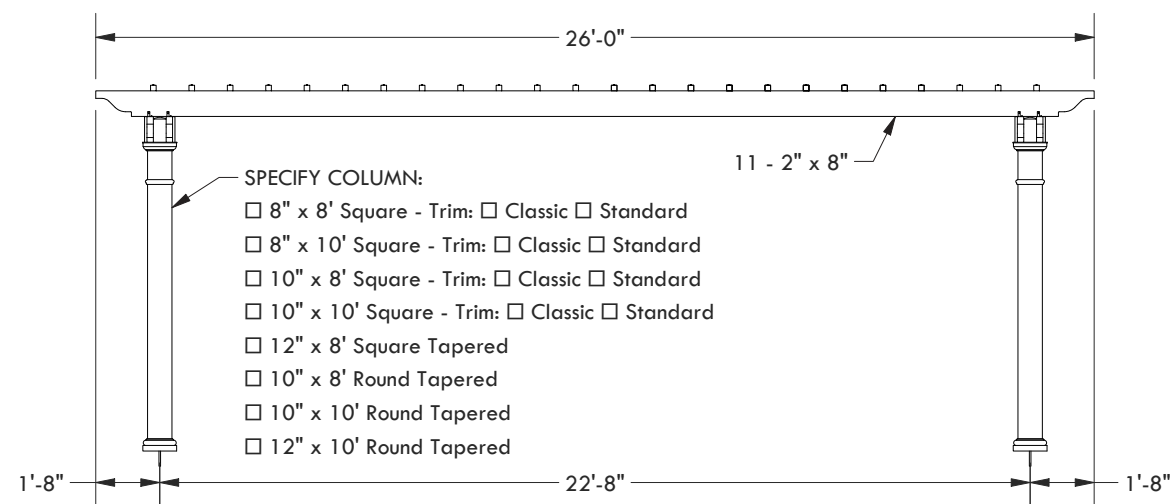 26'-0"
11 - 2" x 8"
SPECIFY COLUMN:
☐ 8" x 8' Square - Trim: ☐ Classic ☐ Standard
☐ 8" x 10' Square - Trim: ☐ Classic ☐ Standard
☐ 10" x 8' Square - Trim: ☐ Classic ☐ Standard
☐ 10" x 10' Square - Trim: ☐ Classic ☐ Standard
☐ 12" x 8' Square Tapered
☐ 10" x 8' Round Tapered
☐ 10" x 10' Round Tapered
☐ 12" x 10' Round Tapered
1'-8" 22'-8" 1'-8"